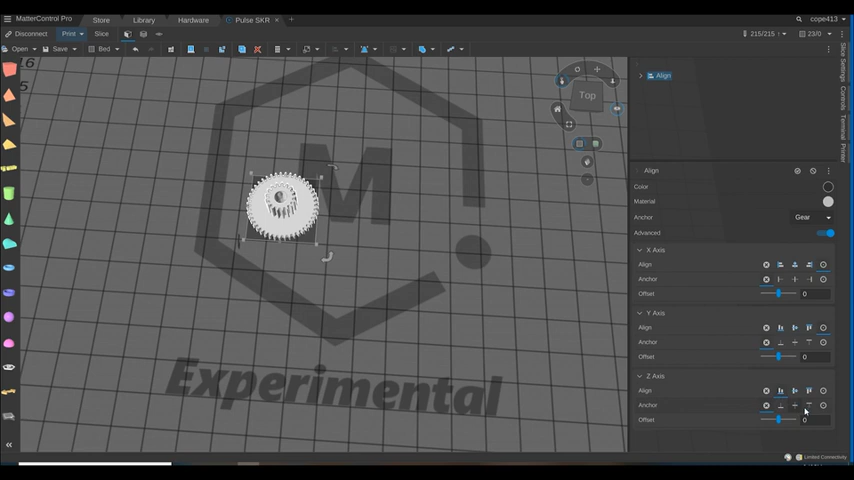 MatterControl Pro
Store
Library
Hardware
Pulse SKR
cope413
Disconnect
Print
Slice
215/215
23/0
Open
Save
Bed
16
5
M
Top
Experimental
Align
Align
Color
Material
Anchor Gear
Advanced
X Axis
Align
Anchor
Offset 0
Y Axis
Align
Anchor
Offset 0
Z Axis
Align
Anchor
Offset 0
Slice Settings
Controls
Terminal
Printer
Limited Connectivity